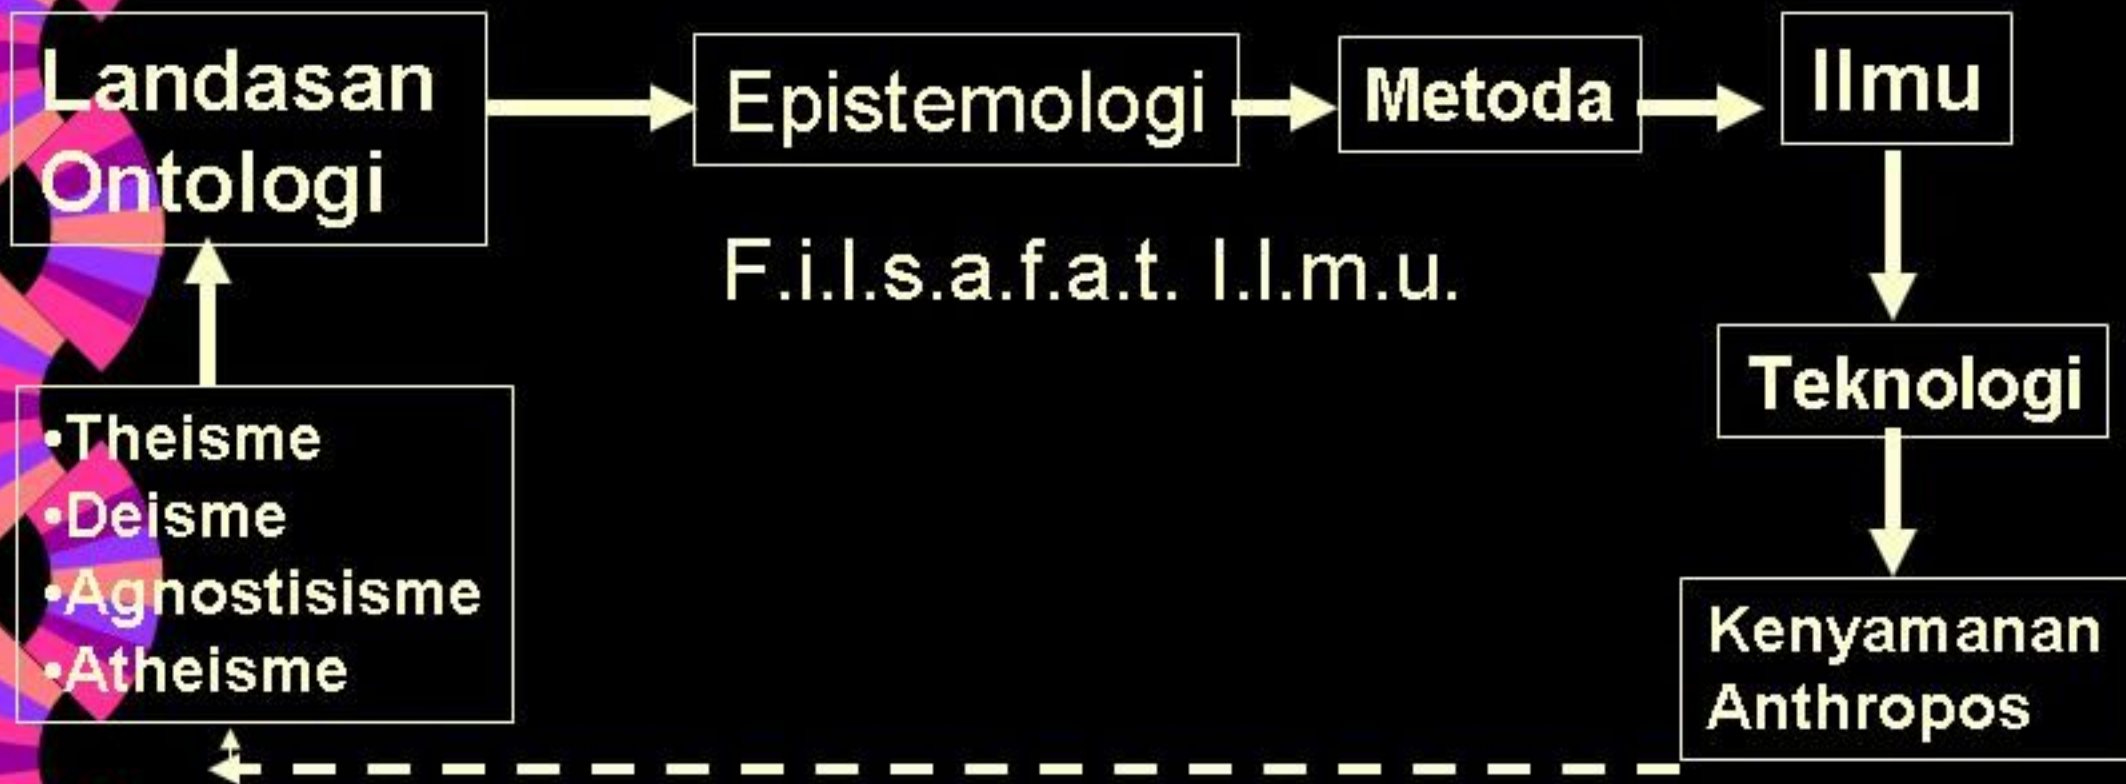 Landasan
Ontologi
Epistemologi
Metoda
Ilmu
F.i.l.s.a.f.a.t. I.l.m.u.
Teknologi
•Theisme
•Deisme
•Agnostisisme
•Atheisme
Kenyamanan
Anthropos